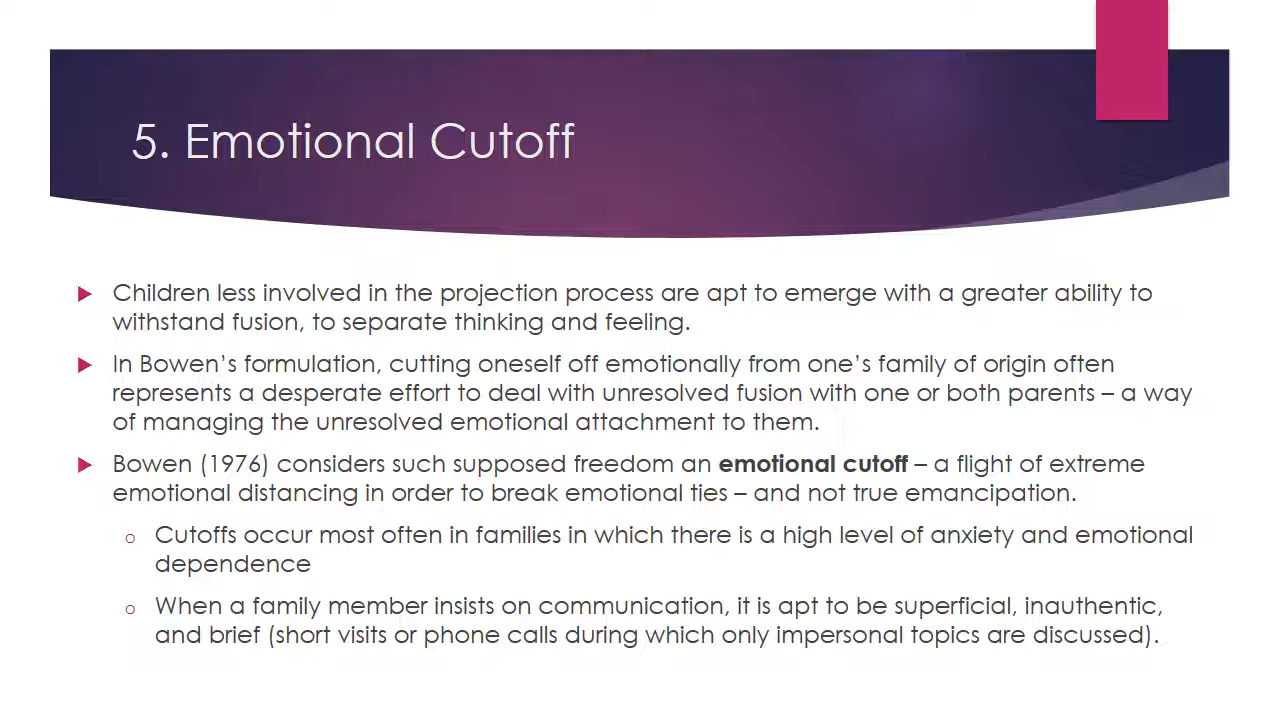 5. Emotional Cutoff
Children less involved in the projection process are apt to emerge with a greater ability to
withstand fusion, to separate thinking and feeling.
In Bowen’s formulation, cutting oneself off emotionally from one’s family of origin often
represents a desperate effort to deal with unresolved fusion with one or both parents – a way
of managing the unresolved emotional attachment to them.
Bowen (1976) considers such supposed freedom an emotional cutoff – a flight of extreme
emotional distancing in order to break emotional ties – and not true emancipation.
Cutoffs occur most often in families in which there is a high level of anxiety and emotional
dependence
When a family member insists on communication, it is apt to be superficial, inauthentic,
and brief (short visits or phone calls during which only impersonal topics are discussed).